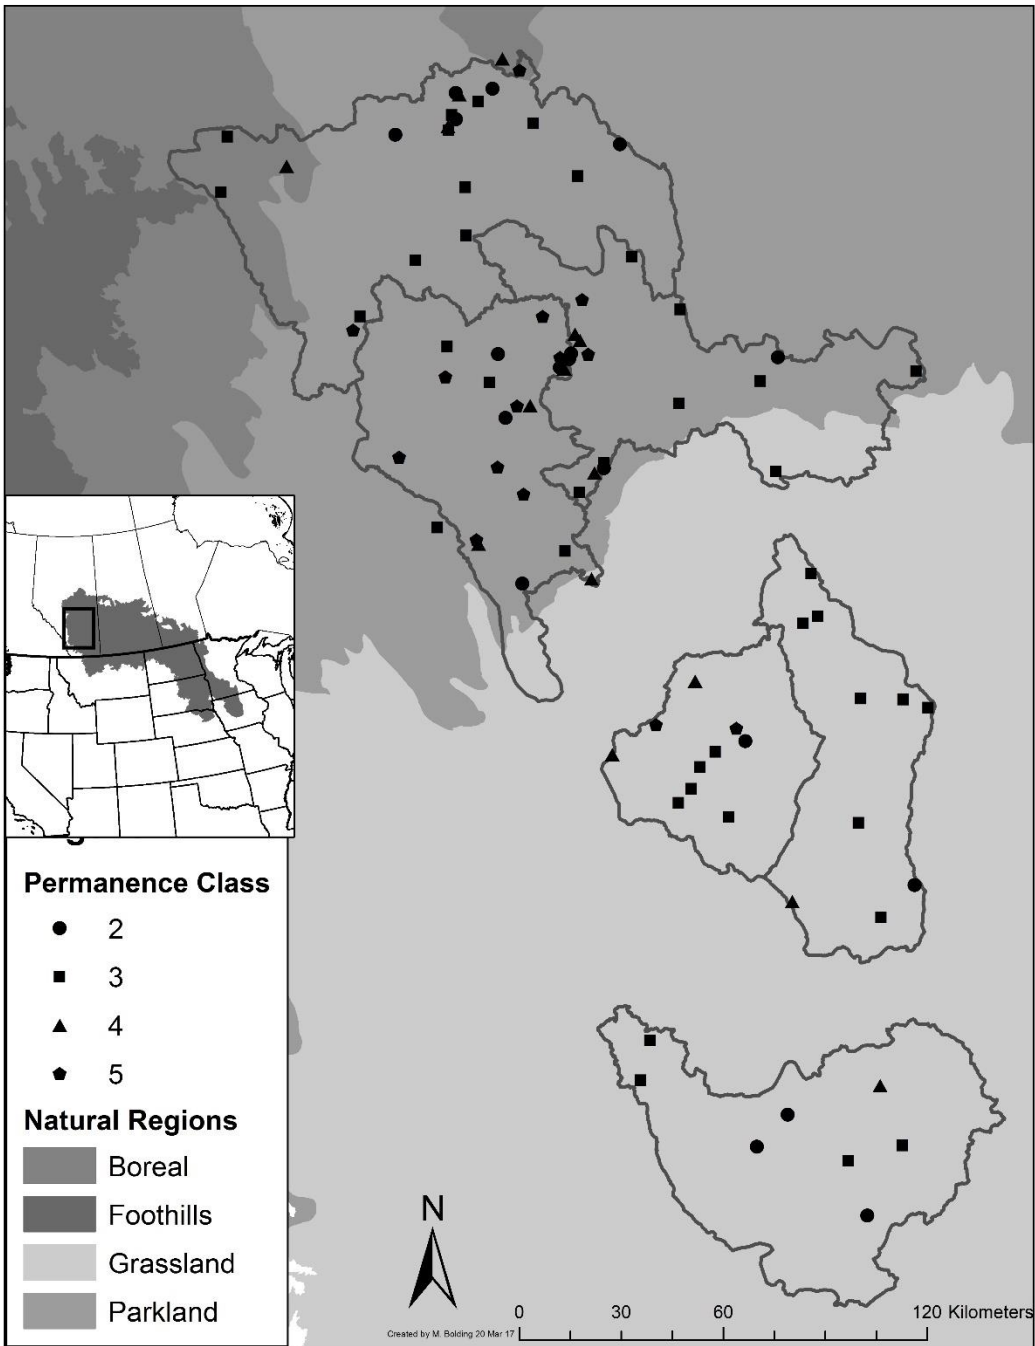 Permanence Class
2
3
4
5
Natural Regions
Boreal
Foothills
Grassland
Parkland
N
0 30 60 120 Kilometers
Created by M. Bolding 20 Mar 17